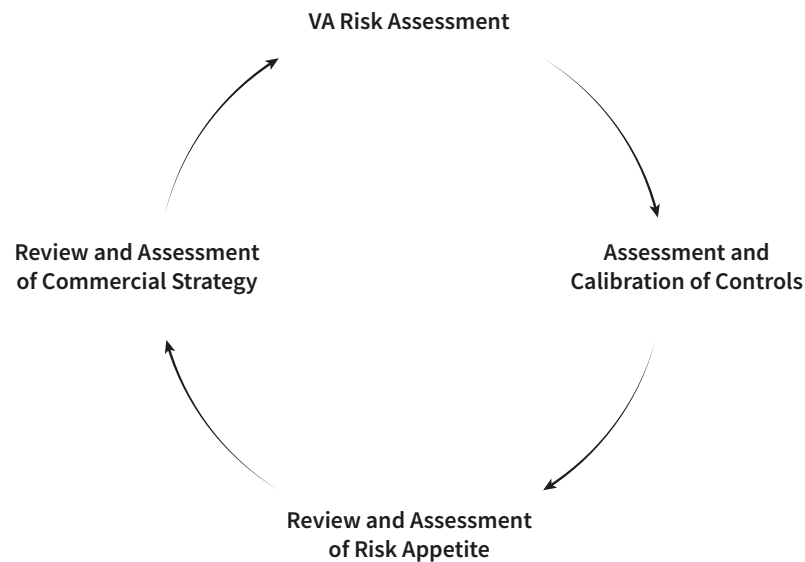 VA Risk Assessment
Review and Assessment
of Commercial Strategy
Assessment and
Calibration of Controls
Review and Assessment
of Risk Appetite